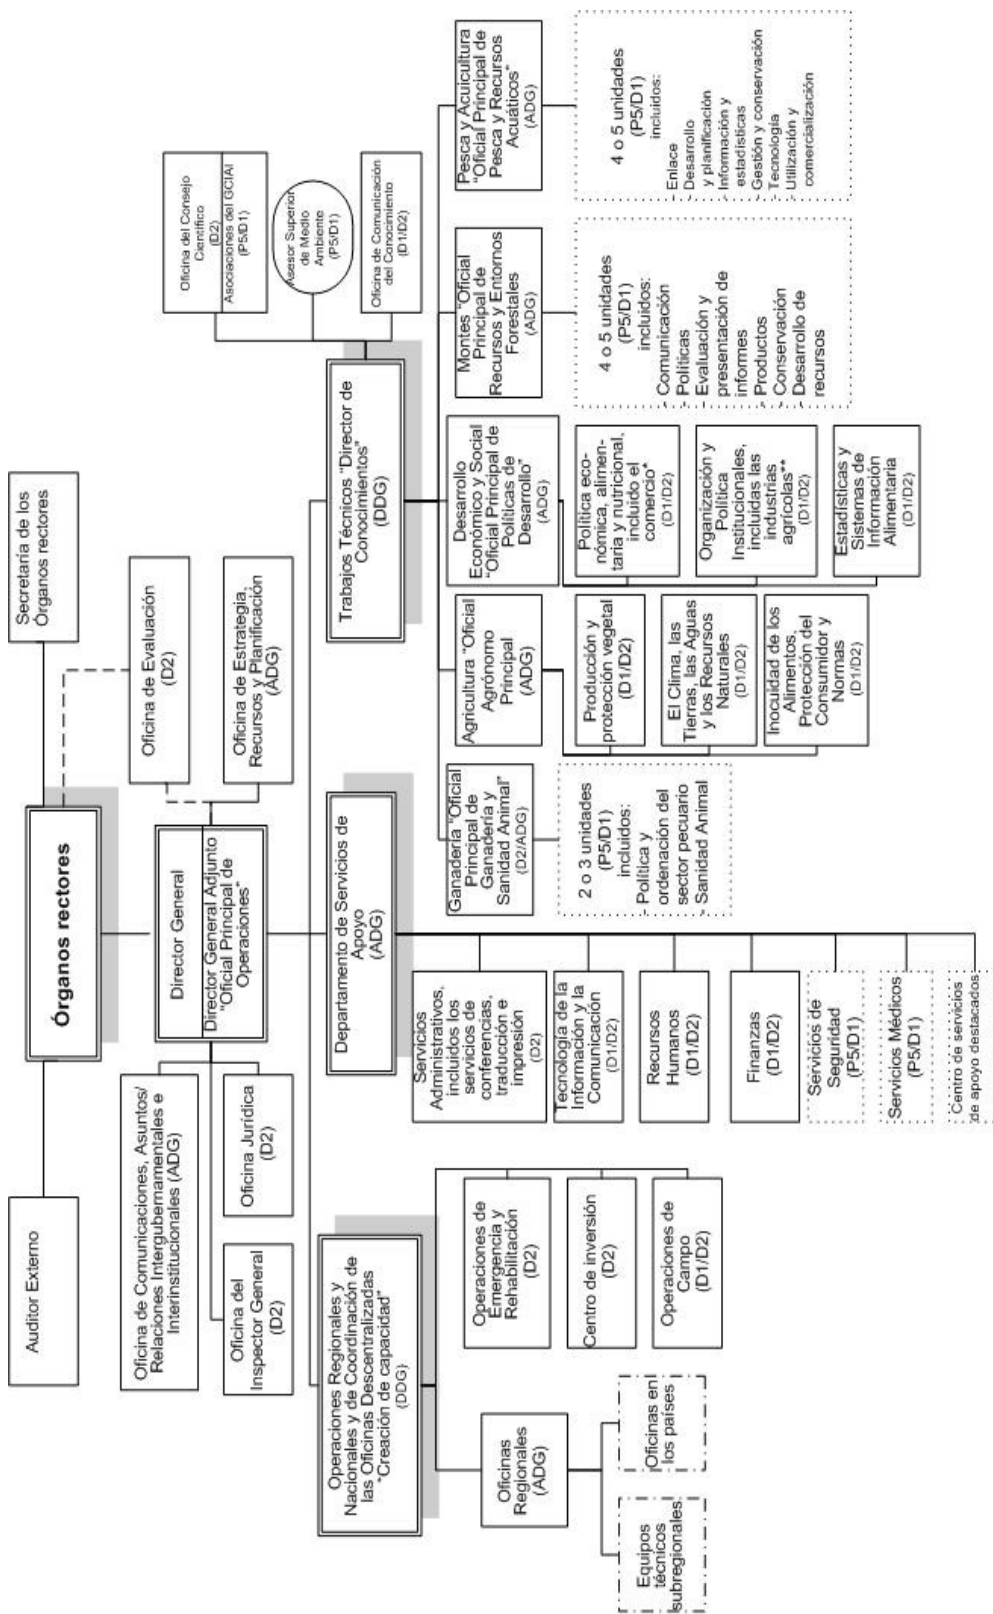 Órganos rectores
Auditor Externo
Secretaría de los
Órganos rectores
Director General
Director General Adjunto
"Oficial Principal de
Operaciones"
Oficina de Evaluación
(D2)
Oficina de Estrategia,
Recursos y Planificación
(ADG)
Oficina de Comunicaciones, Asuntos/
Relaciones Intergubernamentales e
Interinstitucionales (ADG)
Oficina del
Inspector General
(D2)
Oficina Jurídica
(D2)
Operaciones Regionales y
Nacionales y de Coordinación de
las Oficinas Descentralizadas
"Creación de capacidad"
(DDG)
Departamento de Servicios de
Apoyo
(ADG)
Trabajos Técnicos "Director de
Conocimientos"
(DDG)
Oficina del Consejo
Científico
(D2)
Asociaciones del GCIAI
(P5/D1)
Asesor Superior
de Medio
Ambiente
(P5/D1)
Oficina de Comunicación
del Conocimiento
(D1/D2)
Oficinas
Regionales
(ADG)
Equipos
técnicos
subregionales
Oficinas en
los países
Operaciones de
Emergencia y
Rehabilitación
(D2)
Centro de inversión
(D2)
Operaciones de
Campo
(D1/D2)
Servicios
Administrativos,
incluidos los
servicios de
conferencias,
traducción e
impresión
(D2)
Tecnología de la
Información y la
Comunicación
(D1/D2)
Recursos
Humanos
(D1/D2)
Finanzas
(D1/D2)
Servicios de
Seguridad
(P5/D1)
Servicios Médicos
(P5/D1)
Centro de servicios
de apoyo destacados
Ganadería "Oficial
Principal de
Ganadería y
Sanidad Animal"
(D2/ADG)
2 o 3 unidades
(P5/D1)
incluidos:
- Política y
ordenación del
sector pecuario
- Sanidad Animal
Agricultura "Oficial
Agrónomo
Principal
(ADG)
Producción y
protección vegetal
(D1/D2)
El Clima, las
Tierras, las Aguas
y los Recursos
Naturales
(D1/D2)
Inocuidad de los
Alimentos,
Protección del
Consumidor y
Normas
(D1/D2)
Desarrollo
Económico y Social
"Oficial Principal de
Políticas de
Desarrollo"
(ADG)
Política eco-
nómica, alimen-
taria y nutricional,
incluido el
comercio*
(D1/D2)
Organización y
Política
Institucionales,
incluidas las
industrias
agrícolas**
(D1/D2)
Estadísticas y
Sistemas de
Información
Alimentaria
(D1/D2)
Montes "Oficial
Principal de
Recursos y Entornos
Forestales
(ADG)
4 o 5 unidades
(P5/D1)
incluidos:
- Comunicación
- Políticas
- Evaluación y
presentación de
informes
- Productos
- Conservación
- Desarrollo de
recursos
Pesca y Acuicultura
"Oficial Principal de
Pesca y Recursos
Acuáticos"
(ADG)
4 o 5 unidades
(P5/D1)
incluidos:
- Enlace
- Desarrollo
y planificación
- Información y
estadísticas
- Gestión y conservación
- Tecnología
- Utilización y
comercialización